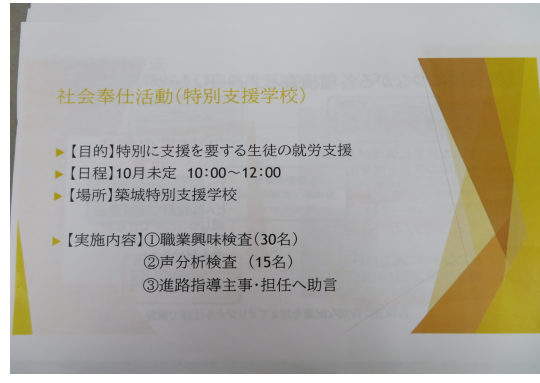 社会奉仕活動(特別支援学校)
【目的】特別に支援を要する生徒の就労支援
【日程】10月未定 10:00～12:00
【場所】築城特別支援学校
【実施内容】①職業興味検査(30名)
②声分析検査 (15名)
③進路指導主事・担任へ助言